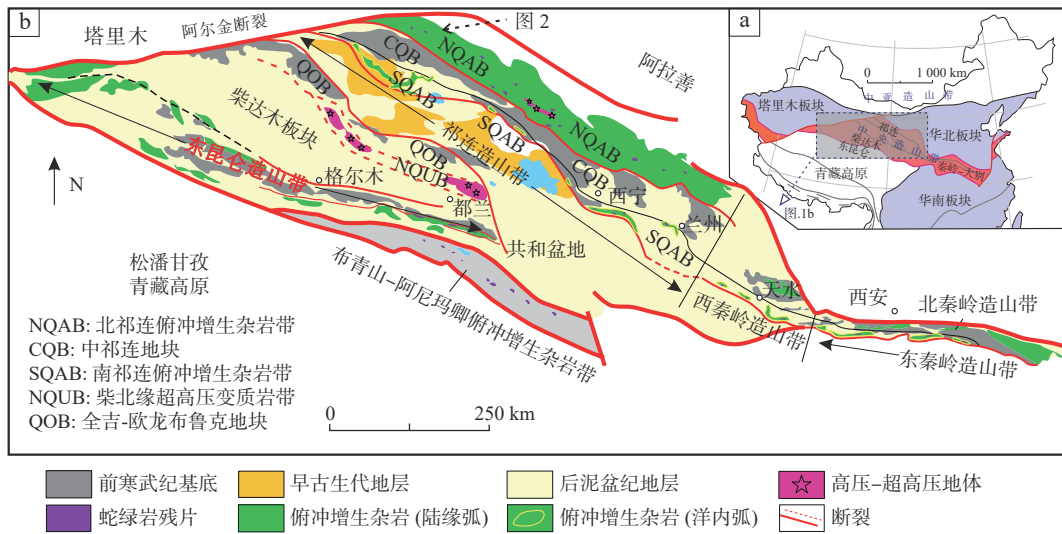 b
塔里木
阿尔金断裂
图 2
阿拉善
NQAB
CQB
SQAB
QOB
柴达木板块
祁连造山带
SQAB
NQAB
QOB
NQUB
CQB
东昆仑造山带
格尔木
都兰
西宁
兰州
N
共和盆地
SQAB
松潘甘孜
青藏高原
布青山-阿尼玛卿俯冲增生杂岩带
天水
西秦岭造山带
西安
北秦岭造山带
东秦岭造山带
NQAB: 北祁连俯冲增生杂岩带
CQB: 中祁连地块
SQAB: 南祁连俯冲增生杂岩带
NQUB: 柴北缘超高压变质岩带
QOB: 全吉-欧龙布鲁克地块
0 250 km
a
0 1 000 km
中亚造山带
塔里木板块
华北板块
中央造山带
祁连
柴达木
东昆仑
秦岭-大别
青藏高原
华南板块
图.1b
前寒武纪基底
早古生代地层
后泥盆纪地层
高压-超高压地体
蛇绿岩残片
俯冲增生杂岩 (陆缘弧)
俯冲增生杂岩 (洋内弧)
断裂